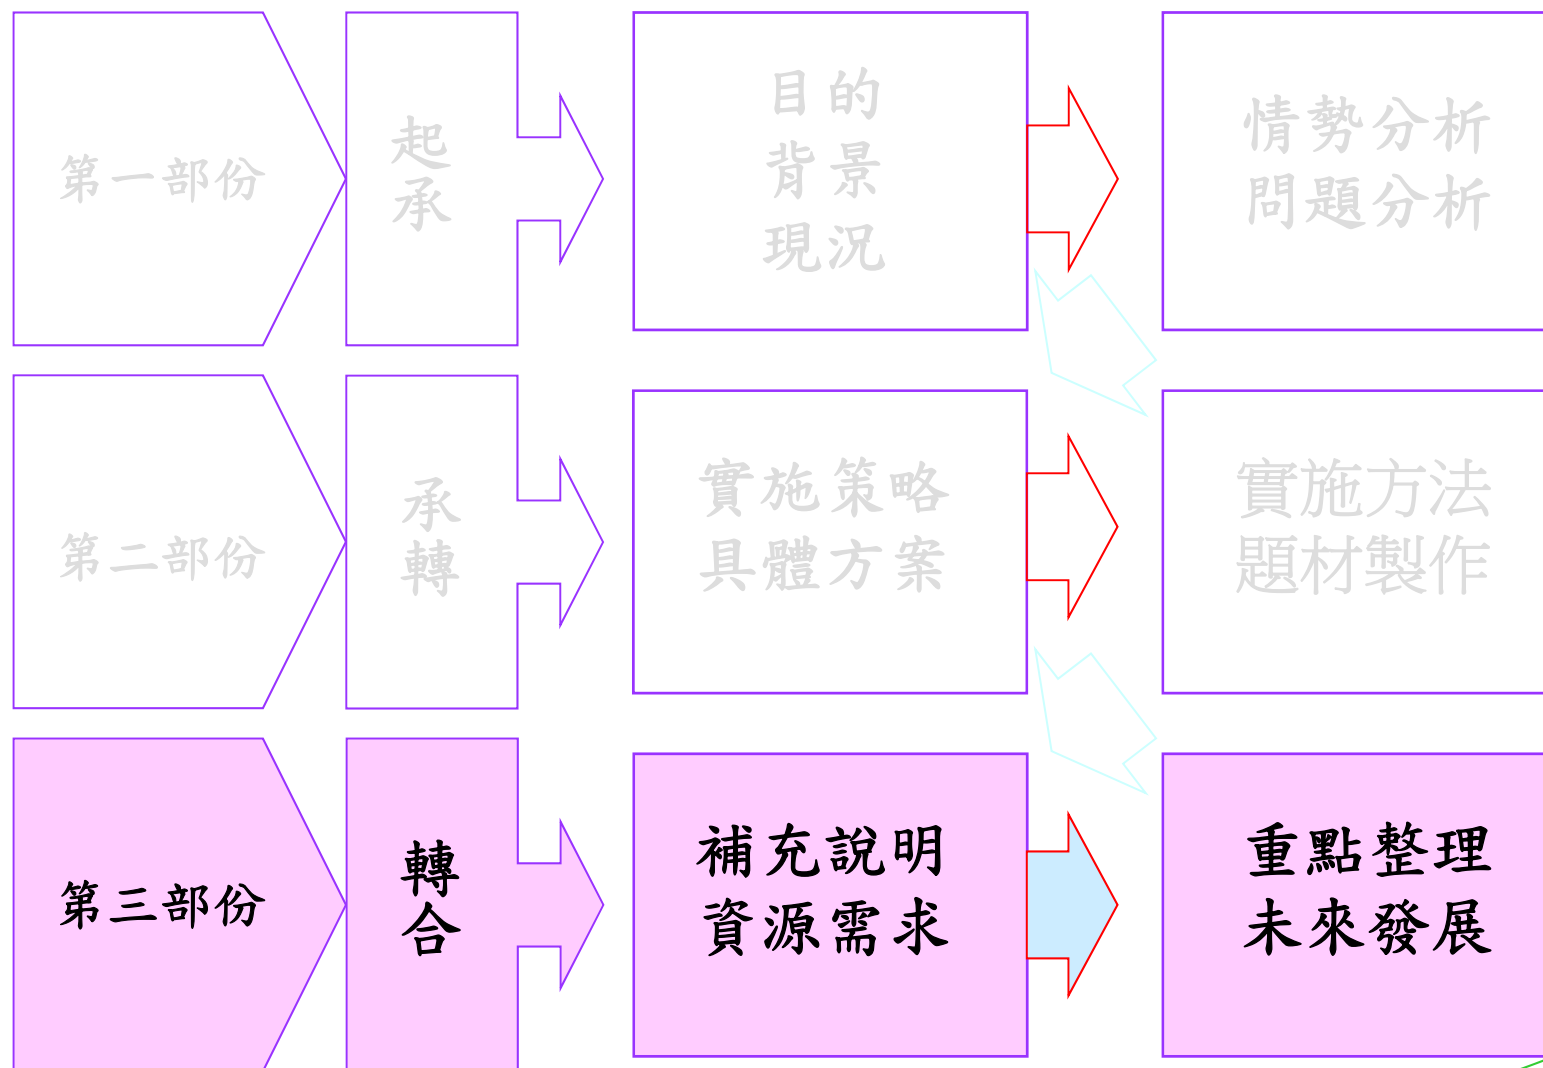 第一部份
起
承
目的
背景
現況
情勢分析
問題分析
第二部份
承
轉
實施策略
具體方案
實施方法
題材製作
第三部份
轉
合
補充說明
資源需求
重點整理
未來發展